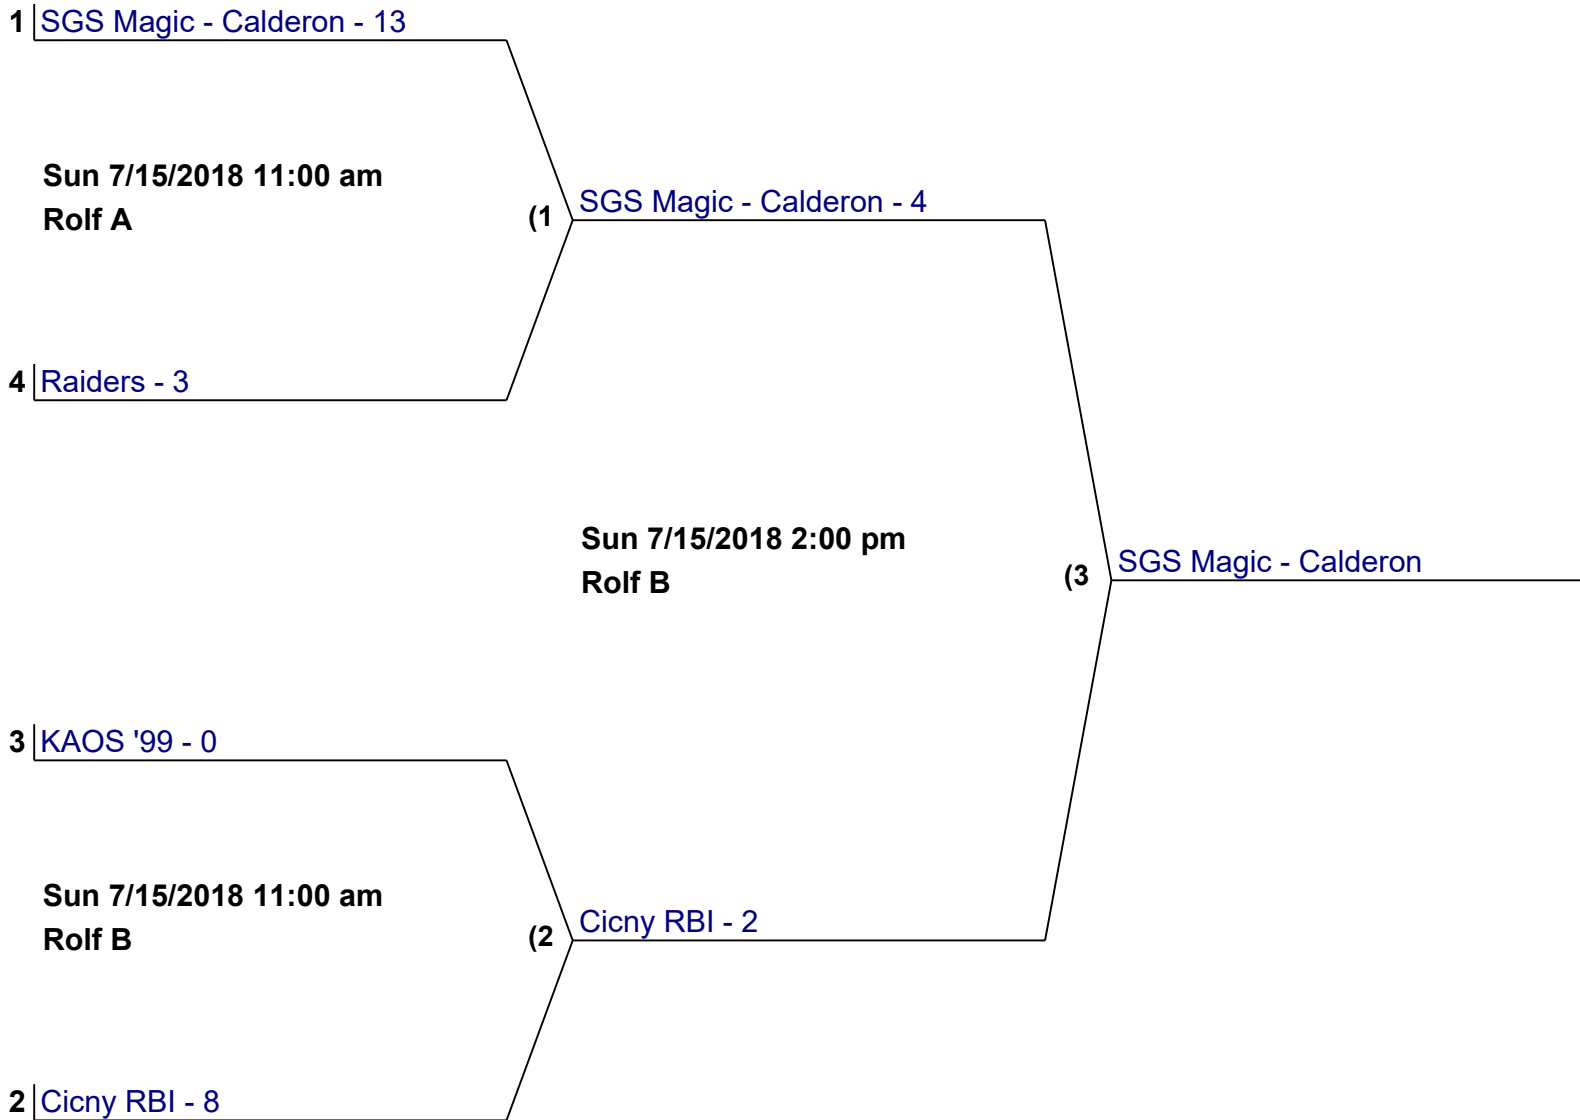 1 SGS Magic - Calderon - 13
Sun 7/15/2018 11:00 am
Rolf A
(1
SGS Magic - Calderon - 4
4 Raiders - 3
Sun 7/15/2018 2:00 pm
Rolf B
(3
SGS Magic - Calderon
3 KAOS '99 - 0
Sun 7/15/2018 11:00 am
Rolf B
(2
Cicny RBI - 2
2 Cicny RBI - 8